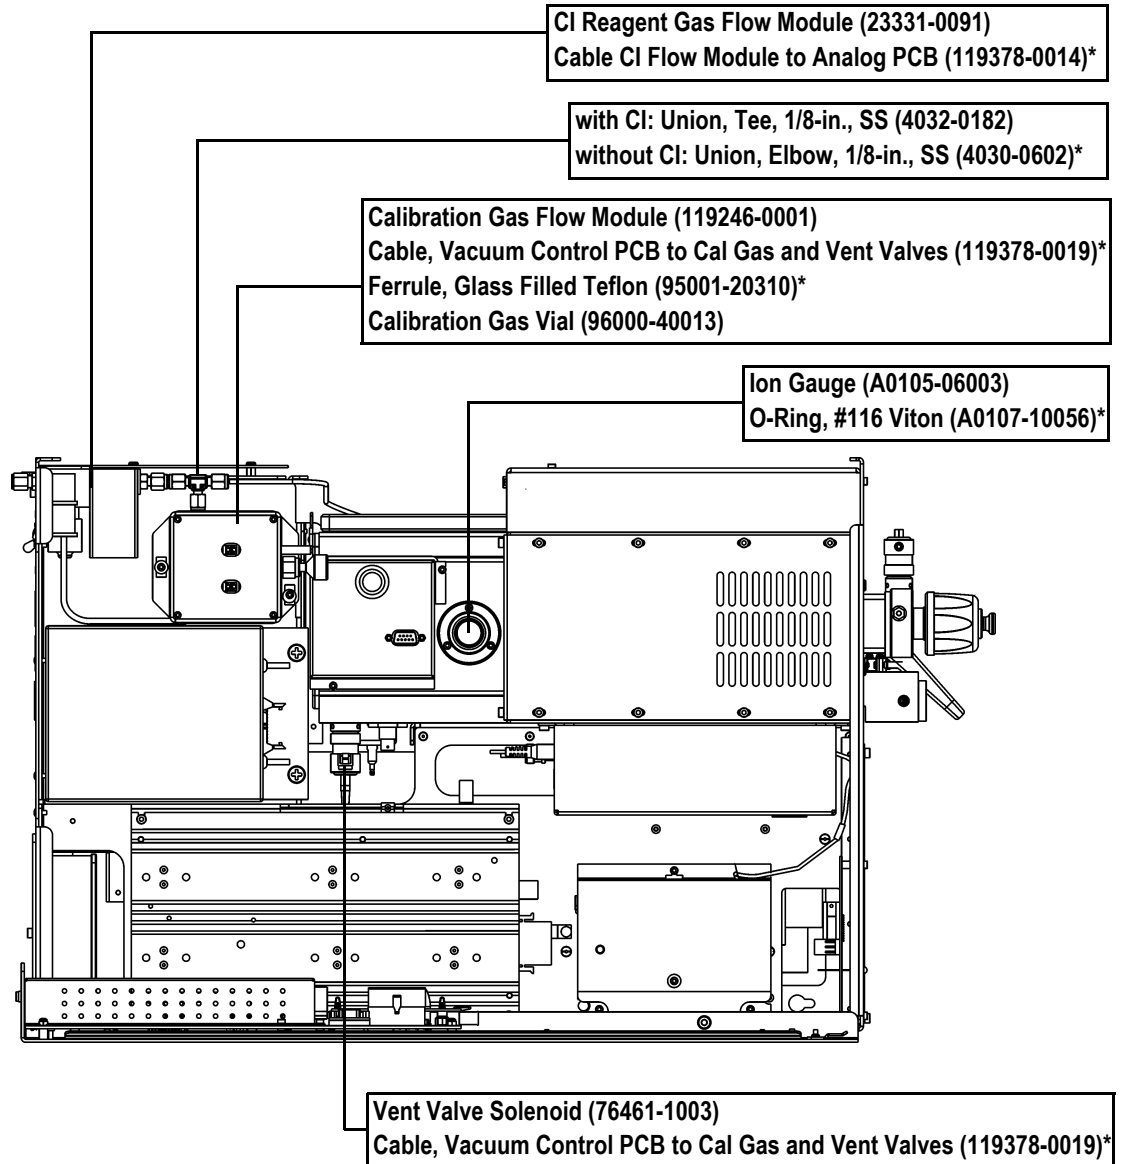 CI Reagent Gas Flow Module (23331-0091)
Cable CI Flow Module to Analog PCB (119378-0014)*
with CI: Union, Tee, 1/8-in., SS (4032-0182)
without CI: Union, Elbow, 1/8-in., SS (4030-0602)*
Calibration Gas Flow Module (119246-0001)
Cable, Vacuum Control PCB to Cal Gas and Vent Valves (119378-0019)*
Ferrule, Glass Filled Teflon (95001-20310)*
Calibration Gas Vial (96000-40013)
Ion Gauge (A0105-06003)
O-Ring, #116 Viton (A0107-10056)*
Vent Valve Solenoid (76461-1003)
Cable, Vacuum Control PCB to Cal Gas and Vent Valves (119378-0019)*